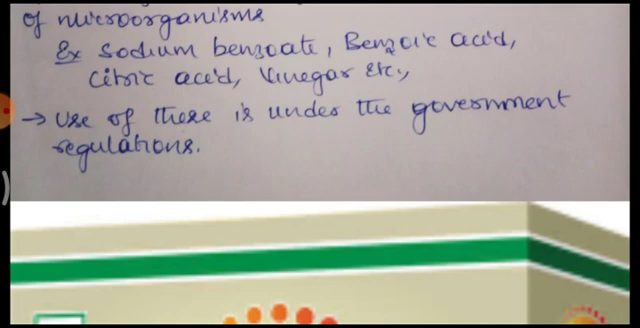 of microorganisms
Ex Sodium benzoate, Benzoic acid,
Citric acid, Vinegar etc.,
→ Use of these is under the government
regulations.